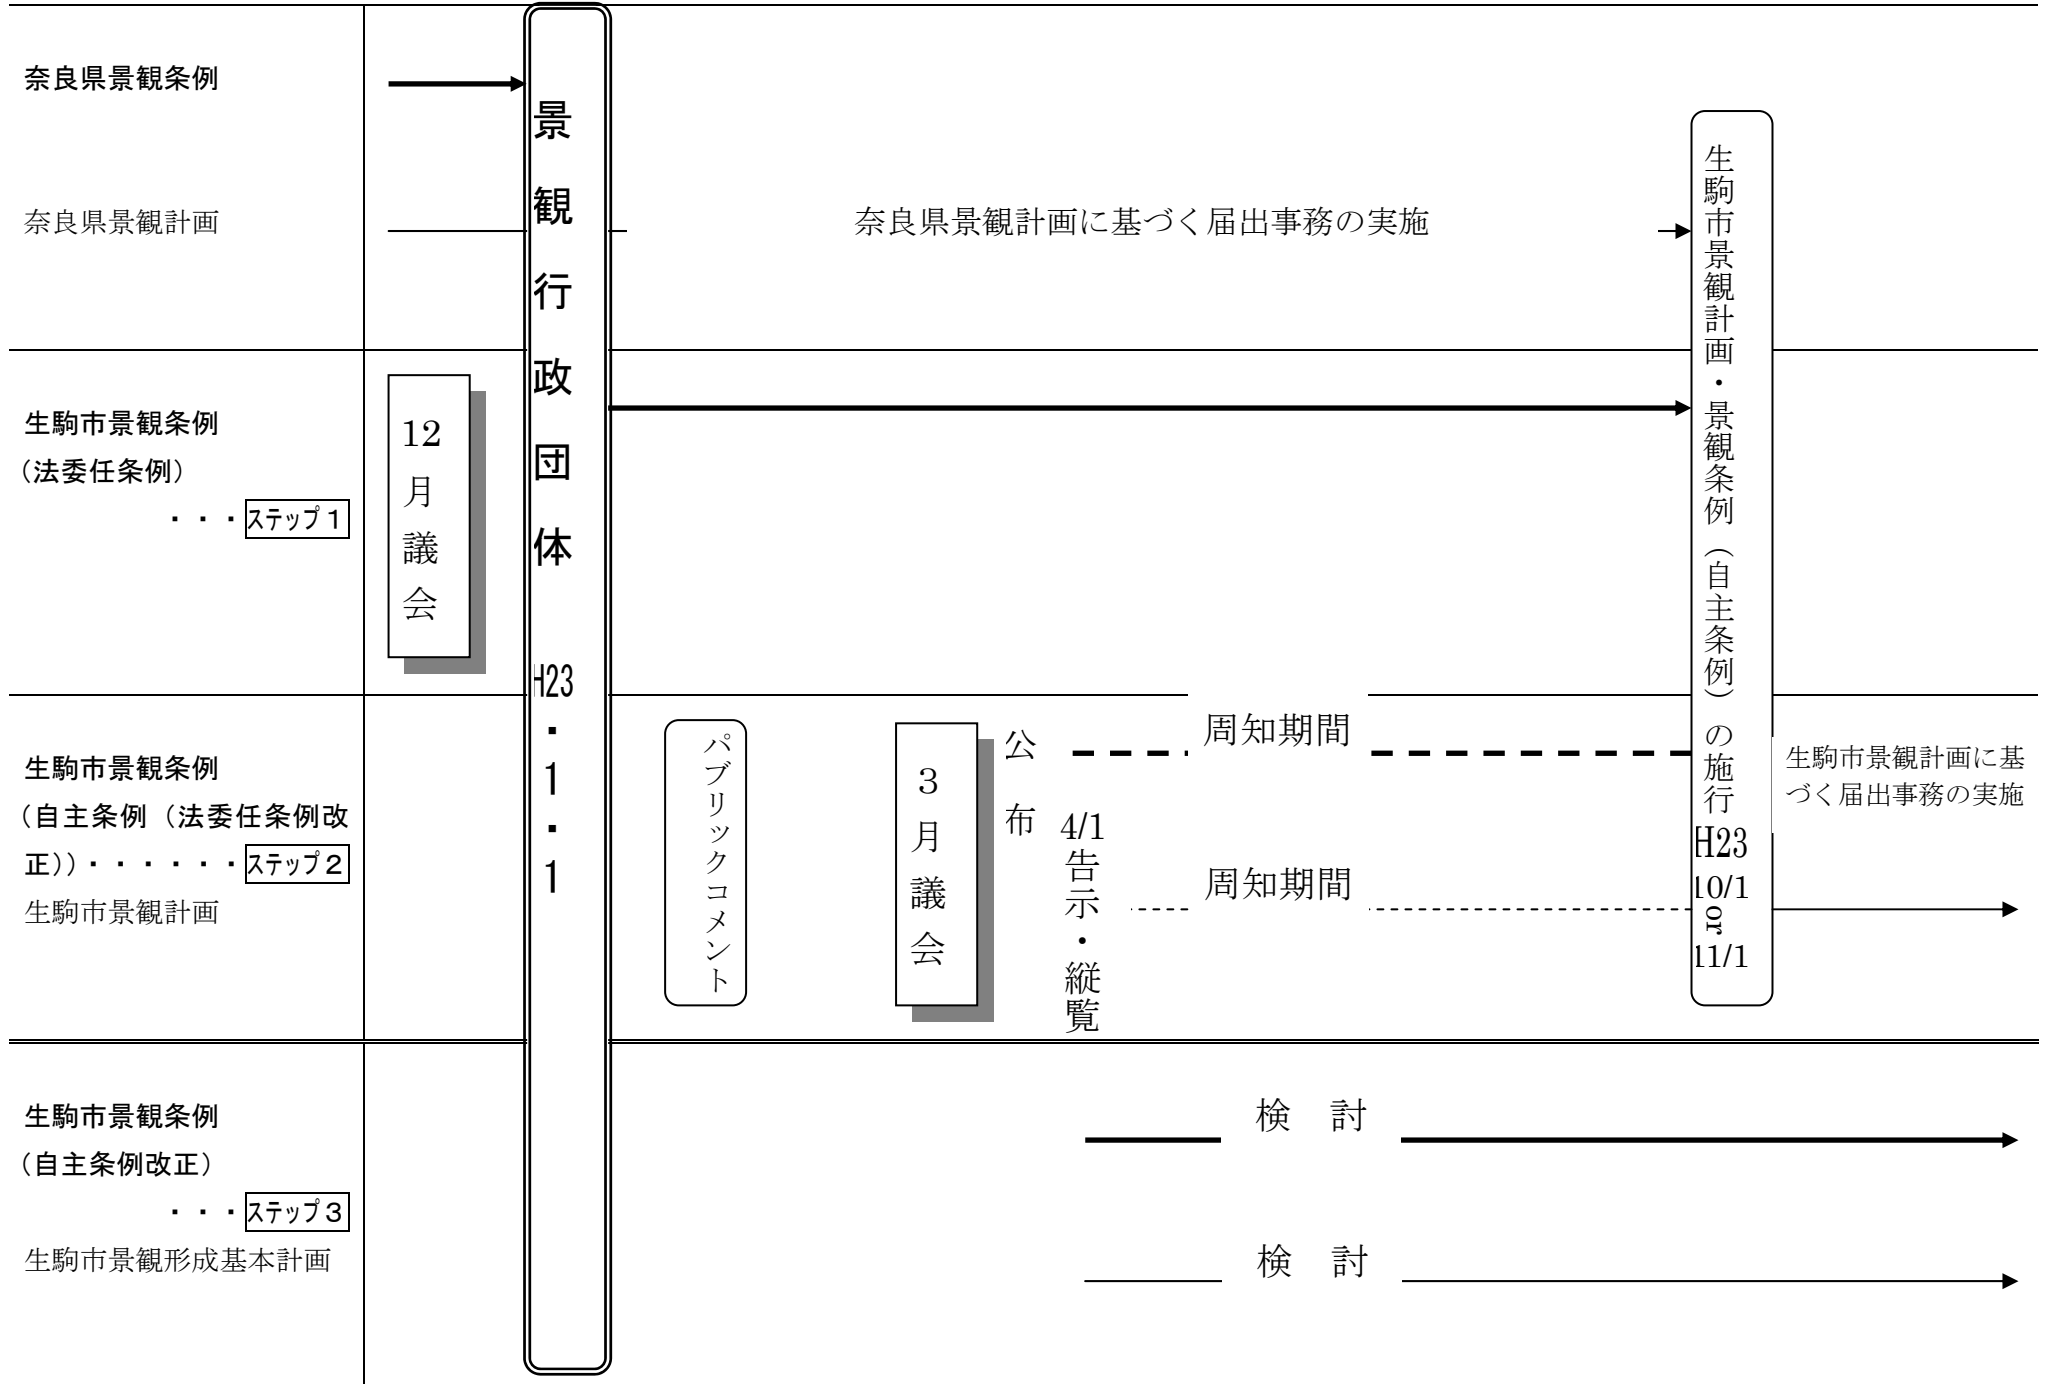 奈良県景観条例
奈良県景観計画
奈良県景観計画に基づく届出事務の実施
景観行政団体 H23・1・1
生駒市景観計画・景観条例（自主条例）の施行 H23 10/1 or 11/1
生駒市景観条例
（法委任条例）
・・・ステップ１
12月議会
生駒市景観条例
（自主条例（法委任条例改
正））・・・・・・ステップ２
生駒市景観計画
パブリックコメント
３月議会
公布
周知期間
4/1告示・縦覧
周知期間
生駒市景観計画に基
づく届出事務の実施
生駒市景観条例
（自主条例改正）
・・・ステップ３
生駒市景観形成基本計画
検　討
検　討